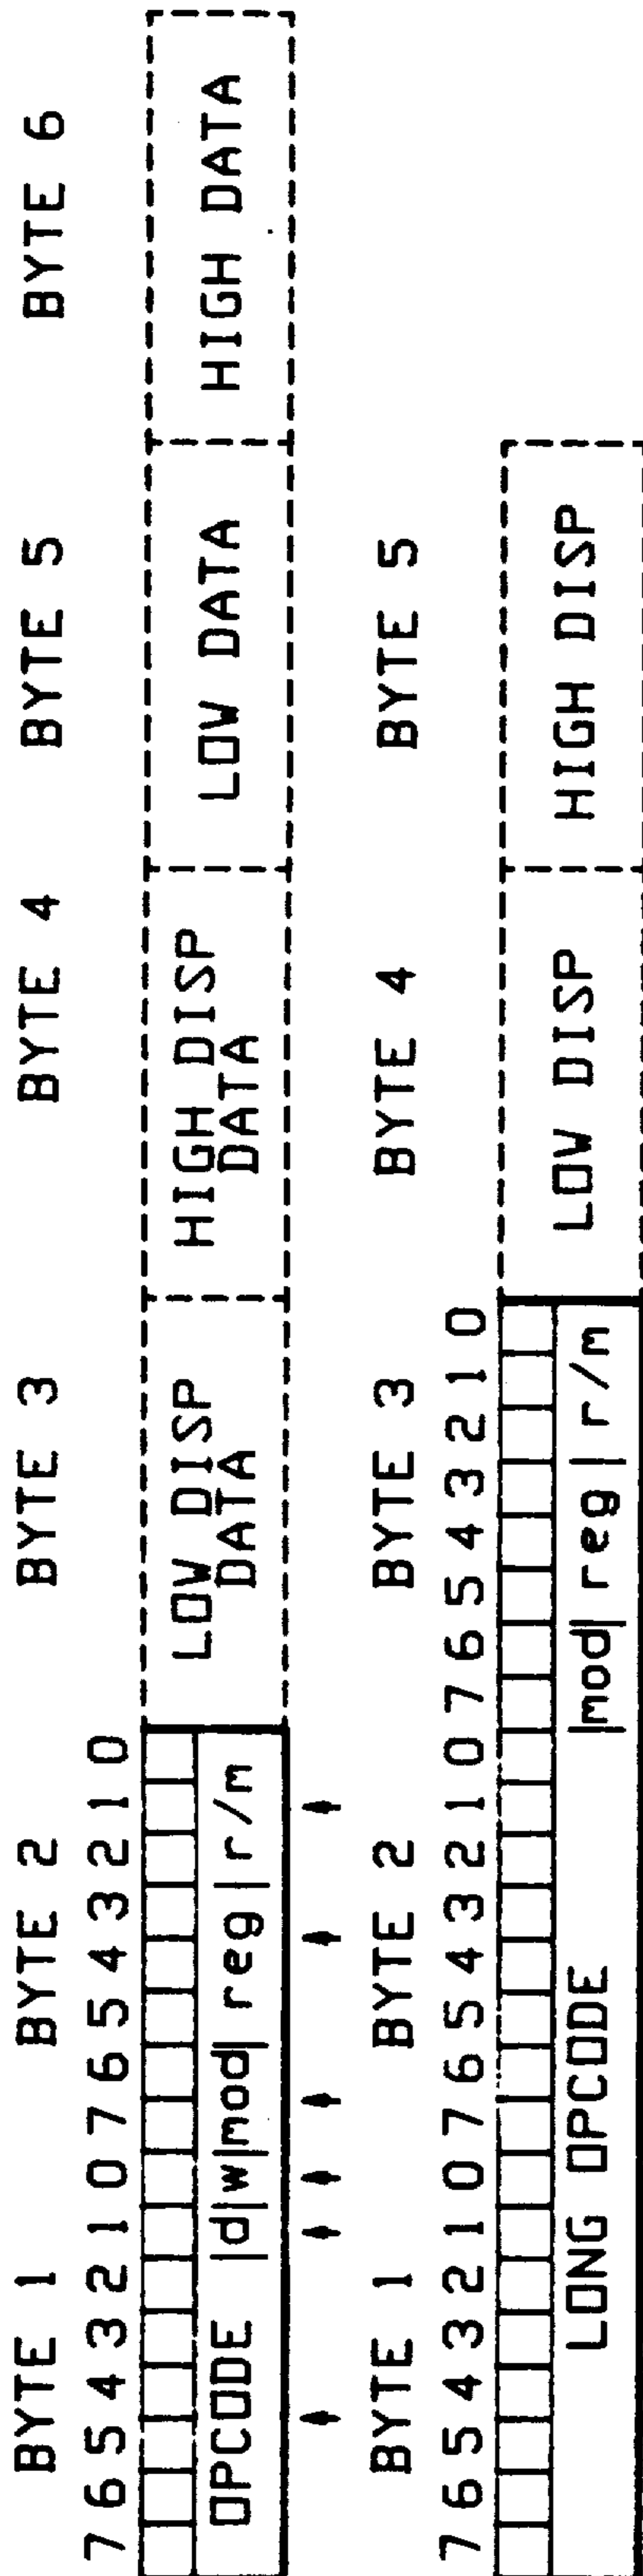 BYTE 1 BYTE 2 BYTE 3 BYTE 4 BYTE 5 BYTE 6
7 6 5 4 3 2 1 0 7 6 5 4 3 2 1 0
OPCODE |d|w|mod| reg | r/m LOW DISP DATA HIGH DISP DATA LOW DATA HIGH DATA
BYTE 1 BYTE 2 BYTE 3 BYTE 4 BYTE 5
7 6 5 4 3 2 1 0 7 6 5 4 3 2 1 0 7 6 5 4 3 2 1 0
LONG OPCODE |mod| reg | r/m LOW DISP HIGH DISP